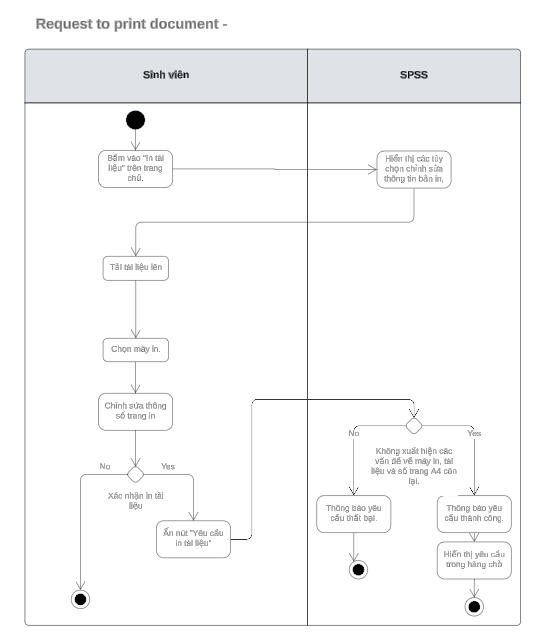 Request to print document -
Sinh viên
SPSS
Bấm vào "In tài
liệu" trên trang
chủ.
Hiển thị các tùy
chọn chỉnh sửa
thông tin bản in,
Tải tài liệu lên
Chọn máy in.
Chỉnh sửa thông
số trang in
No
Yes
Xác nhận in tài
liệu
Ấn nút "Yêu cầu
in tài liệu"
No
Yes
Không xuất hiện các
vấn đề về máy in, tài
liệu và số trang A4 còn
lại.
Thông báo yêu
cầu thất bại.
Thông báo yêu
cầu thành công.
Hiển thị yêu cầu
trong hàng chờ